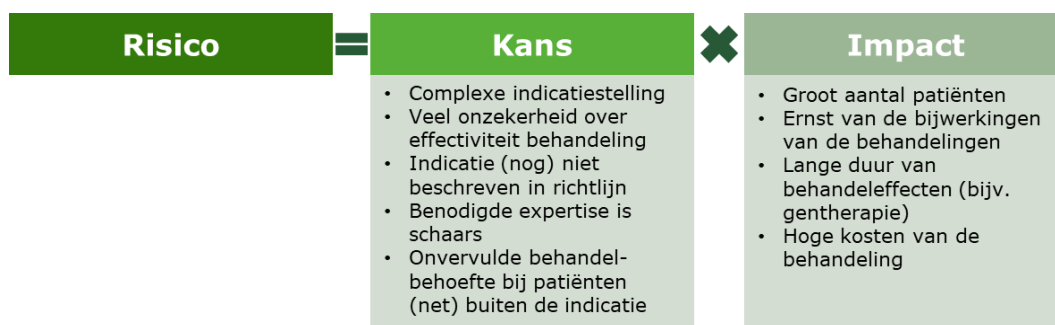 Risico = Kans ✖ Impact
• Complexe indicatiestelling
• Veel onzekerheid over
effectiviteit behandeling
• Indicatie (nog) niet
beschreven in richtlijn
• Benodigde expertise is
schaars
• Onvervulde behandel-
behoefte bij patiënten
(net) buiten de indicatie
• Groot aantal patiënten
• Ernst van de bijwerkingen
van de behandelingen
• Lange duur van
behandeleffecten (bijv.
gentherapie)
• Hoge kosten van de
behandeling